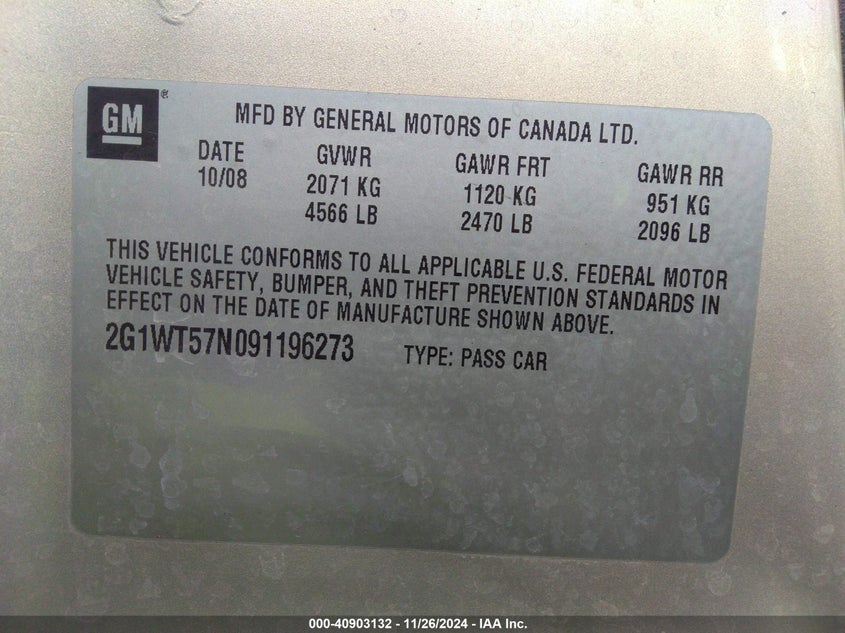 GM®
MFD BY GENERAL MOTORS OF CANADA LTD.
DATE GVWR GAWR FRT GAWR RR
10/08 2071 KG 1120 KG 951 KG
4566 LB 2470 LB 2096 LB
THIS VEHICLE CONFORMS TO ALL APPLICABLE U.S. FEDERAL MOTOR
VEHICLE SAFETY, BUMPER, AND THEFT PREVENTION STANDARDS IN
EFFECT ON THE DATE OF MANUFACTURE SHOWN ABOVE.
2G1WT57N091196273 TYPE: PASS CAR
000-40903132 - 11/26/2024 - IAA Inc.